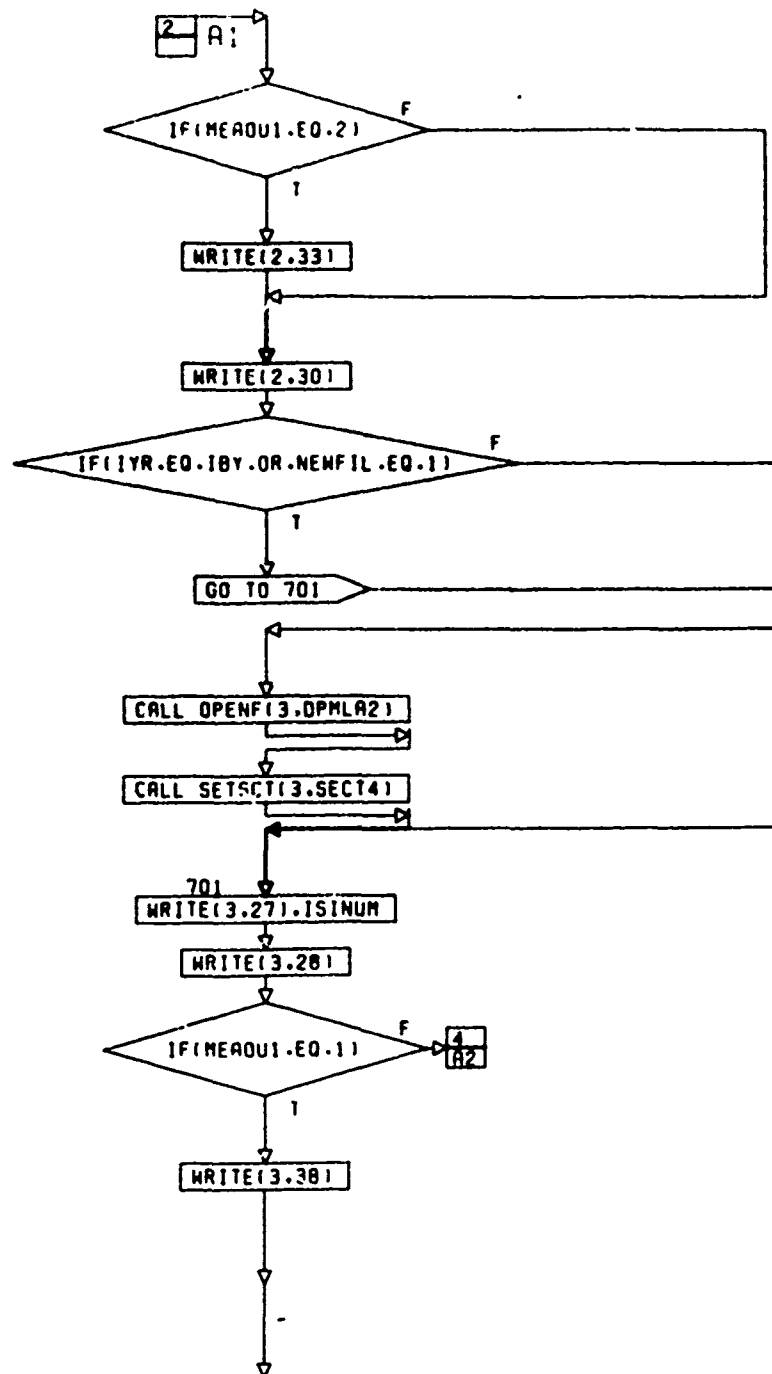 2
A1
IF(MEAOU1.EQ.2)
F
T
WRITE(2.33)
WRITE(2.30)
IF(IYR.EQ.IBY.OR.NEWFIL.EQ.1)
F
T
GO TO 701
CALL OPENF(3.DPMLA2)
CALL SETSCT(3.SECT4)
701
WRITE(3.27).ISINUM
WRITE(3.28)
IF(MEAOU1.EQ.1)
F
4
A2
T
WRITE(3.38)